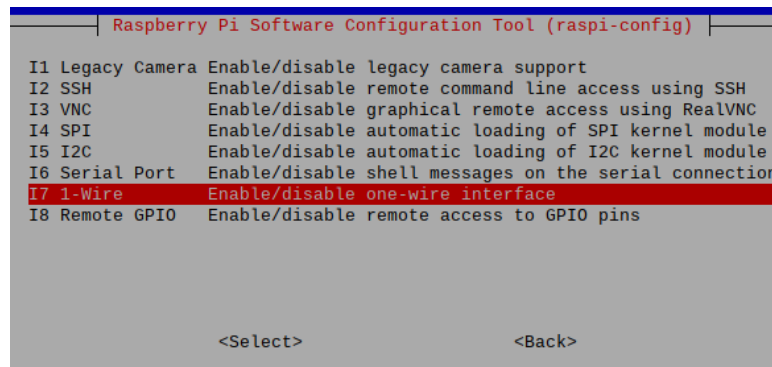 Raspberry Pi Software Configuration Tool (raspi-config)
I1 Legacy Camera Enable/disable legacy camera support
I2 SSH Enable/disable remote command line access using SSH
I3 VNC Enable/disable graphical remote access using RealVNC
I4 SPI Enable/disable automatic loading of SPI kernel module
I5 I2C Enable/disable automatic loading of I2C kernel module
I6 Serial Port Enable/disable shell messages on the serial connection
I7 1-Wire Enable/disable one-wire interface
I8 Remote GPIO Enable/disable remote access to GPIO pins
<Select> <Back>